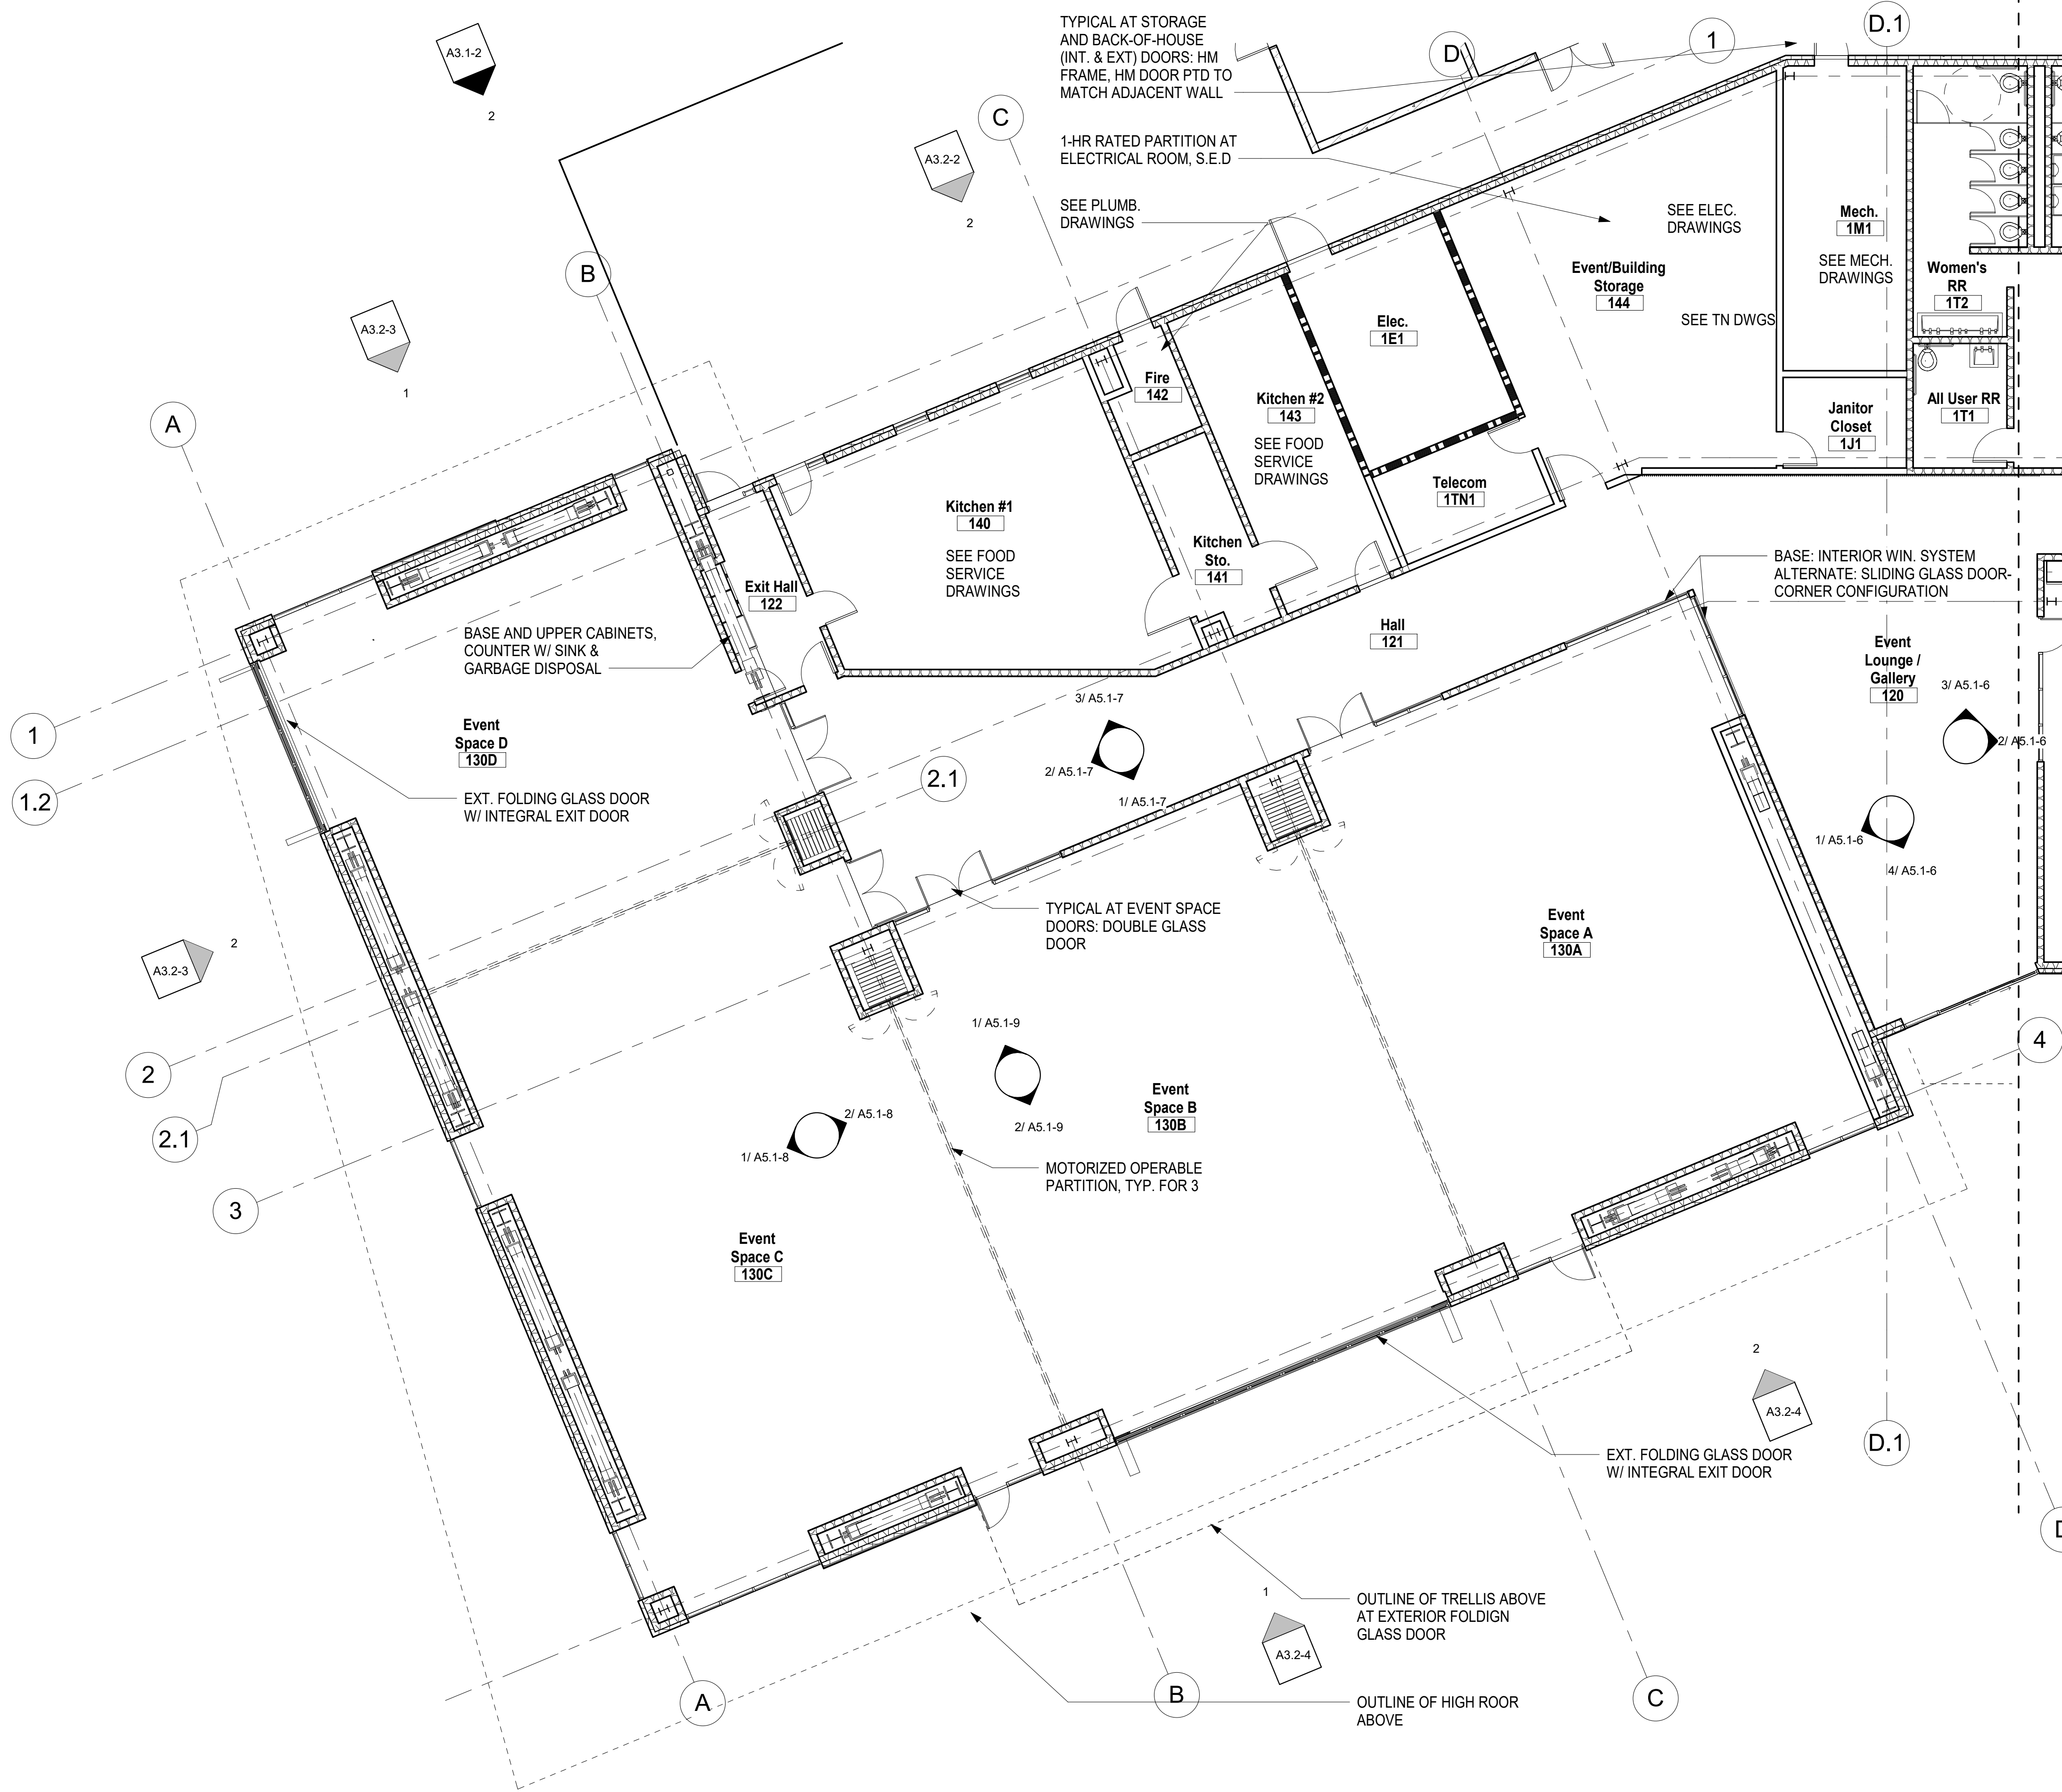 A3.1-2
2
TYPICAL AT STORAGE
AND BACK-OF-HOUSE
(INT. & EXT) DOORS: HM
FRAME, HM DOOR PTD TO
MATCH ADJACENT WALL
D
1
D.1
C
A3.2-2
2
1-HR RATED PARTITION AT
ELECTRICAL ROOM, S.E.D
SEE PLUMB.
DRAWINGS
SEE ELEC.
DRAWINGS
Mech.
1M1
SEE MECH.
DRAWINGS
Event/Building
Storage
144
Women's
RR
1T2
B
A3.2-3
1
Elec.
1E1
SEE TN DWGS
Fire
142
Kitchen #2
143
SEE FOOD
SERVICE
DRAWINGS
Janitor
Closet
1J1
All User RR
1T1
A
Kitchen #1
140
SEE FOOD
SERVICE
DRAWINGS
Telecom
1TN1
Kitchen
Sto.
141
Exit Hall
122
BASE: INTERIOR WIN. SYSTEM
ALTERNATE: SLIDING GLASS DOOR-
CORNER CONFIGURATION
BASE AND UPPER CABINETS,
COUNTER W/ SINK &
GARBAGE DISPOSAL
Hall
121
Event
Lounge /
Gallery
120
3/ A5.1-6
2/ A5.1-6
1/ A5.1-6
4/ A5.1-6
1
1.2
Event
Space D
130D
3/ A5.1-7
2/ A5.1-7
1/ A5.1-7
2.1
EXT. FOLDING GLASS DOOR
W/ INTEGRAL EXIT DOOR
TYPICAL AT EVENT SPACE
DOORS: DOUBLE GLASS
DOOR
Event
Space A
130A
A3.2-3
2
2
2.1
3
4
1/ A5.1-9
2/ A5.1-9
Event
Space B
130B
2/ A5.1-8
1/ A5.1-8
MOTORIZED OPERABLE
PARTITION, TYP. FOR 3
Event
Space C
130C
2
A3.2-4
D.1
EXT. FOLDING GLASS DOOR
W/ INTEGRAL EXIT DOOR
1
A3.2-4
OUTLINE OF TRELLIS ABOVE
AT EXTERIOR FOLDIGN
GLASS DOOR
A
B
C
OUTLINE OF HIGH ROOR
ABOVE